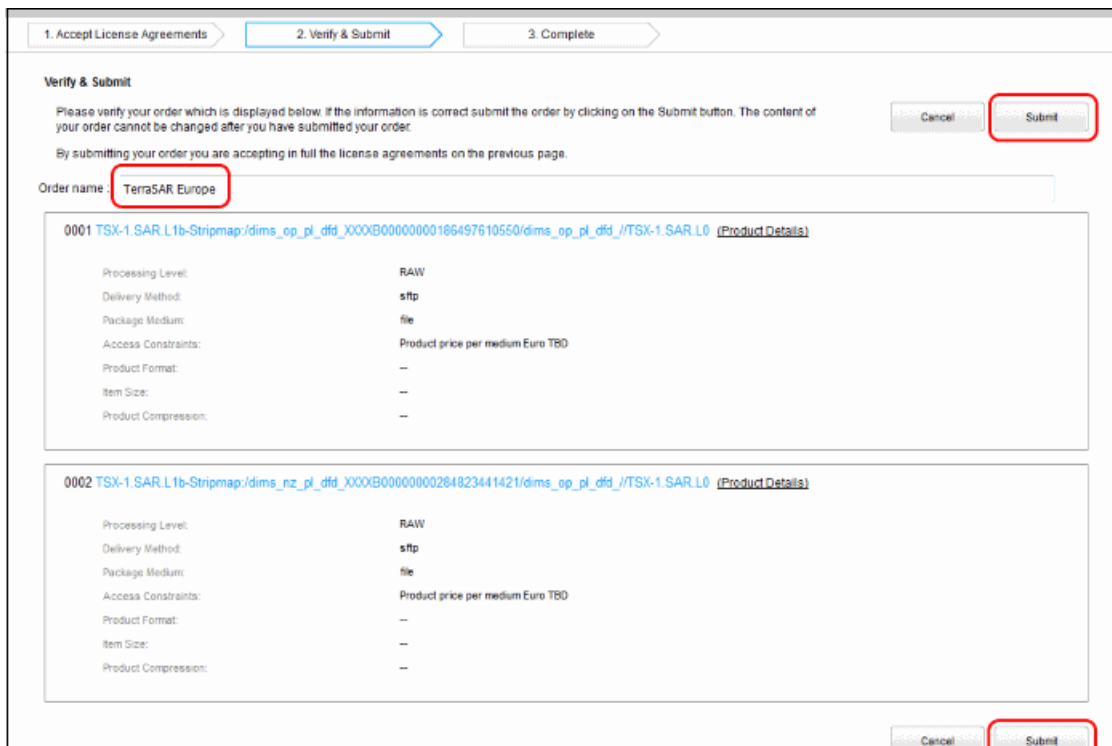 1. Accept License Agreements
2. Verify & Submit
3. Complete
Verify & Submit
Please verify your order which is displayed below. If the information is correct submit the order by clicking on the Submit button. The content of
your order cannot be changed after you have submitted your order.
Cancel
Submit
By submitting your order you are accepting in full the license agreements on the previous page.
Order name : TerraSAR Europe
0001 TSX-1.SAR.L1b-Stripmap:/dims_op_pl_dfd_XXXXB00000000186497610550/dims_op_pl_dfd_//TSX-1.SAR.L0 (Product Details)
Processing Level: RAW
Delivery Method: sftp
Package Medium: file
Access Constraints: Product price per medium Euro TBD
Product Format: --
Item Size: --
Product Compression: --
0002 TSX-1.SAR.L1b-Stripmap:/dims_nz_pl_dfd_XXXXB00000000284823441421/dims_op_pl_dfd_//TSX-1.SAR.L0 (Product Details)
Processing Level: RAW
Delivery Method: sftp
Package Medium: file
Access Constraints: Product price per medium Euro TBD
Product Format: --
Item Size: --
Product Compression: --
Cancel
Submit